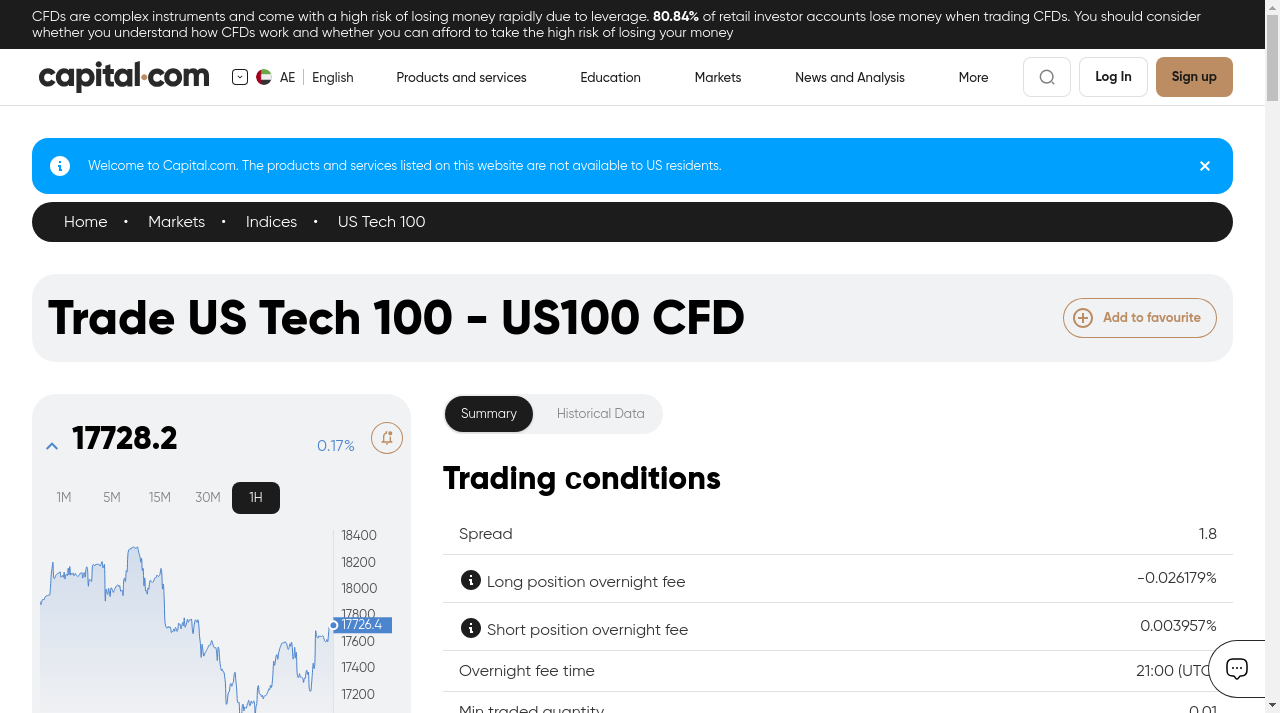 CFDs are complex instruments and come with a high risk of losing money rapidly due to leverage. 80.84% of retail investor accounts lose money when trading CFDs. You should consider
whether you understand how CFDs work and whether you can afford to take the high risk of losing your money
capital.com
AE English Products and services Education Markets News and Analysis More Log In Sign up
Welcome to Capital.com. The products and services listed on this website are not available to US residents.
Home • Markets • Indices • US Tech 100
Trade US Tech 100 - US100 CFD
Add to favourite
17728.2
0.17%
1M 5M 15M 30M 1H
18400
18200
18000
17800
17726.4
17600
17400
17200
Summary Historical Data
Trading conditions
Spread 1.8
Long position overnight fee -0.026179%
Short position overnight fee 0.003957%
Overnight fee time 21:00 (UTC
Min traded quantity 0.01